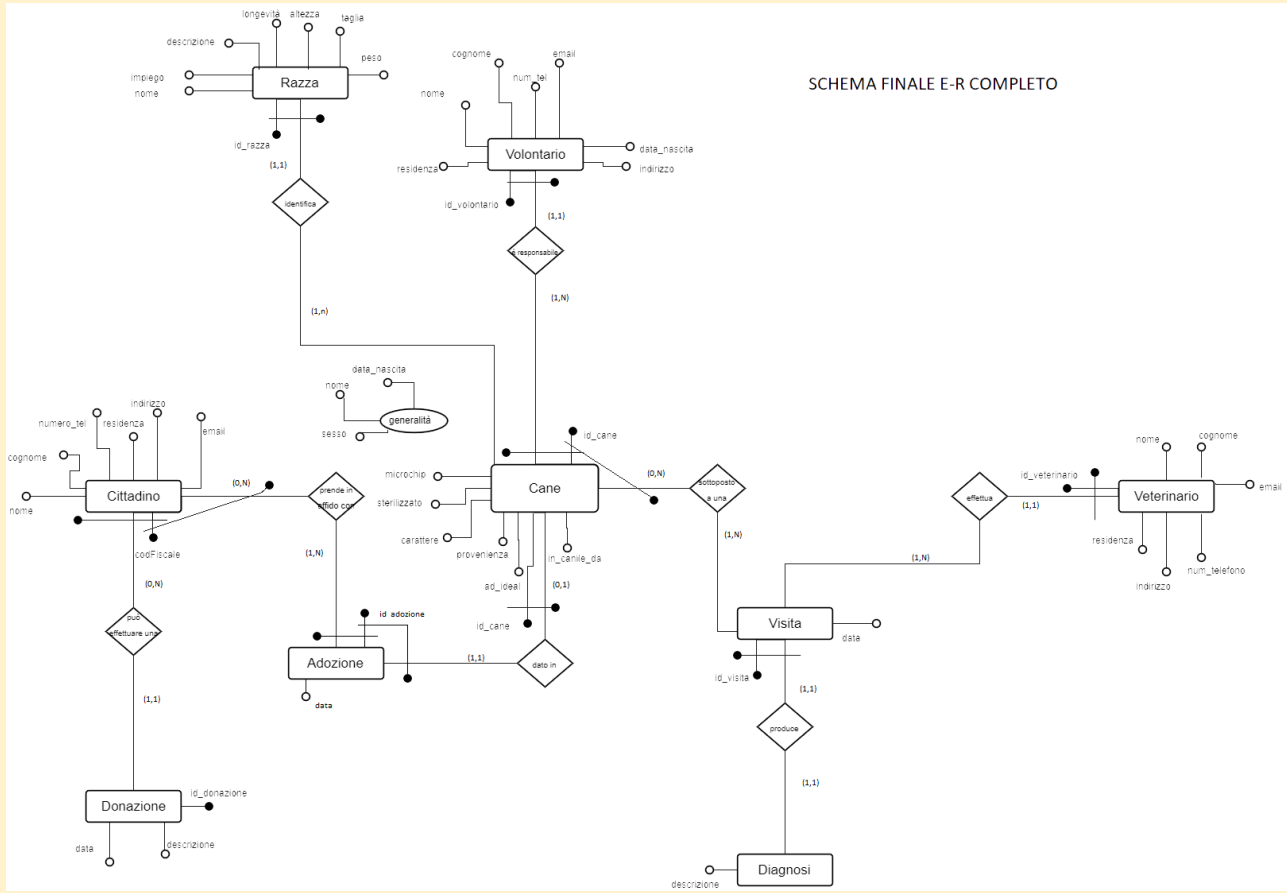 SCHEMA FINALE E-R COMPLETO
longevità
altezza
taglia
descrizione
peso
impiego
nome
Razza
id_razza
(1,1)
identifica
(1,n)
cognome
email
num_tel
nome
Volontario
data_nascita
residenza
indirizzo
id_volontario
(1,1)
è responsabile
(1,N)
data_nascita
nome
generalità
sesso
indirizzo
numero_tel
residenza
email
cognome
Cittadino
nome
codFiscale
(0,N)
prende in
affido con
(1,N)
(0,N)
può
effettuare una
(1,1)
Donazione
id_donazione
data
descrizione
id_adozione
Adozione
data
(1,1)
dato in
id_cane
microchip
Cane
sterilizzato
carattere
provenienza
in_canile_da
ad_ideal
(0,1)
id_cane
(0,N)
sottoposto
a una
(1,N)
Visita
data
id_visita
(1,1)
produce
(1,1)
Diagnosi
descrizione
effettua
(1,N)
(1,1)
nome
cognome
id_veterinario
email
Veterinario
residenza
indirizzo
num_telefono